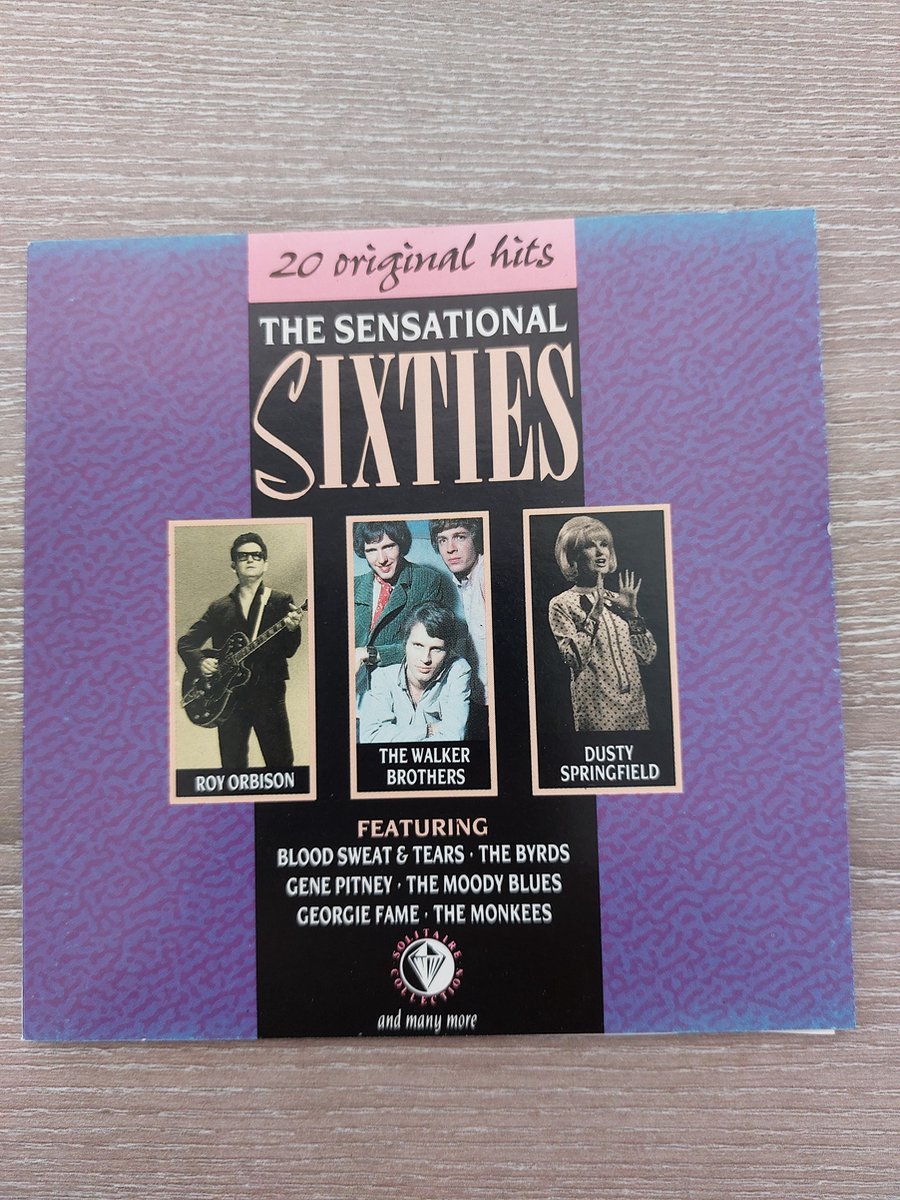 20 original hits
THE SENSATIONAL
SIXTIES
ROY ORBISON
THE WALKER
BROTHERS
DUSTY
SPRINGFIELD
FEATURING
BLOOD SWEAT & TEARS · THE BYRDS
GENE PITNEY · THE MOODY BLUES
GEORGIE FAME · THE MONKEES
SOLITAIRE
COLLECTION
and many more